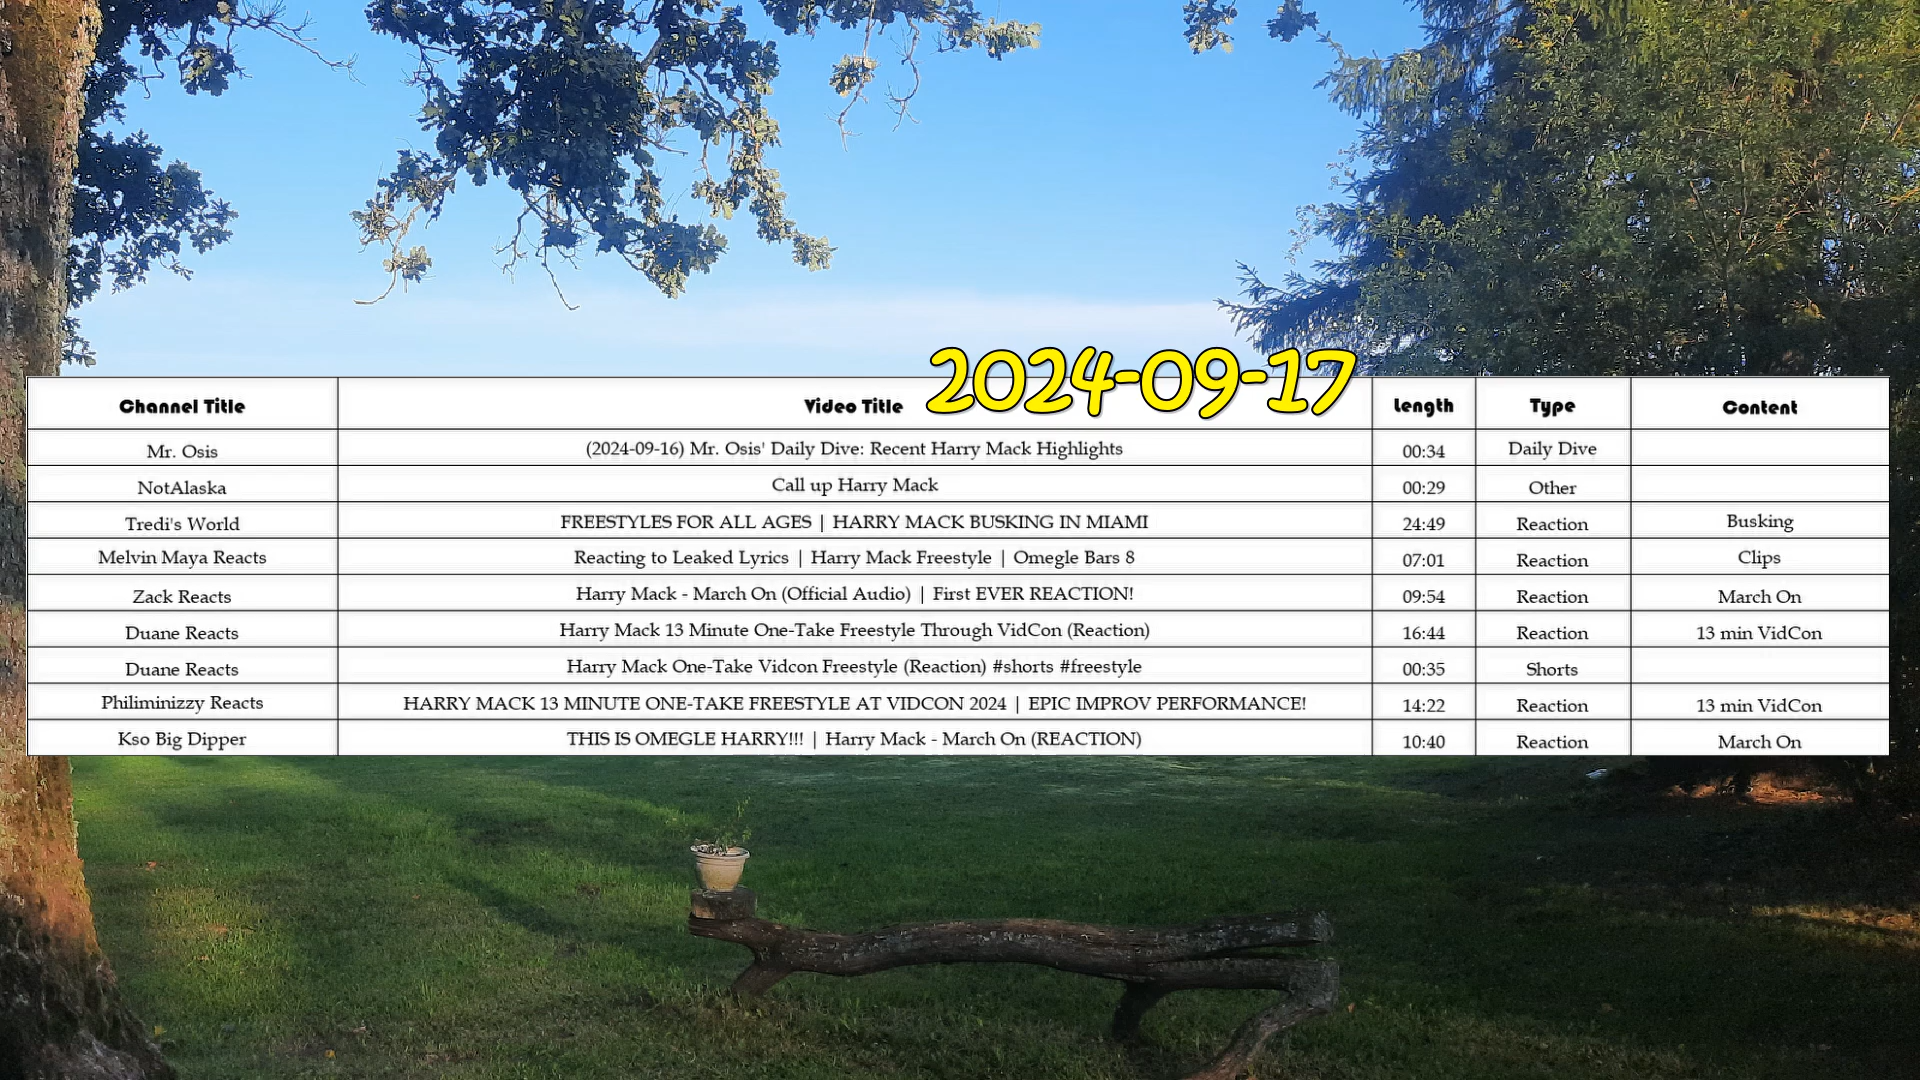 2024-09-17
Channel Title Video Title Length Type Content
Mr. Osis (2024-09-16) Mr. Osis' Daily Dive: Recent Harry Mack Highlights 00:34 Daily Dive
NotAlaska Call up Harry Mack 00:29 Other
Tredi's World FREESTYLES FOR ALL AGES | HARRY MACK BUSKING IN MIAMI 24:49 Reaction Busking
Melvin Maya Reacts Reacting to Leaked Lyrics | Harry Mack Freestyle | Omegle Bars 8 07:01 Reaction Clips
Zack Reacts Harry Mack - March On (Official Audio) | First EVER REACTION! 09:54 Reaction March On
Duane Reacts Harry Mack 13 Minute One-Take Freestyle Through VidCon (Reaction) 16:44 Reaction 13 min VidCon
Duane Reacts Harry Mack One-Take Vidcon Freestyle (Reaction) #shorts #freestyle 00:35 Shorts
Philiminizzy Reacts HARRY MACK 13 MINUTE ONE-TAKE FREESTYLE AT VIDCON 2024 | EPIC IMPROV PERFORMANCE! 14:22 Reaction 13 min VidCon
Kso Big Dipper THIS IS OMEGLE HARRY!!! | Harry Mack - March On (REACTION) 10:40 Reaction March On